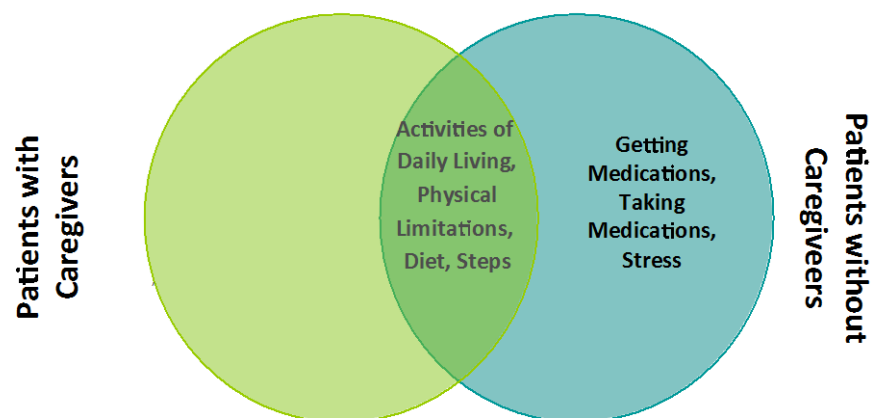 Patients with
Caregivers
Activities of
Daily Living,
Physical
Limitations,
Diet, Steps
Getting
Medications,
Taking
Medications,
Stress
Patients without
Caregiveers